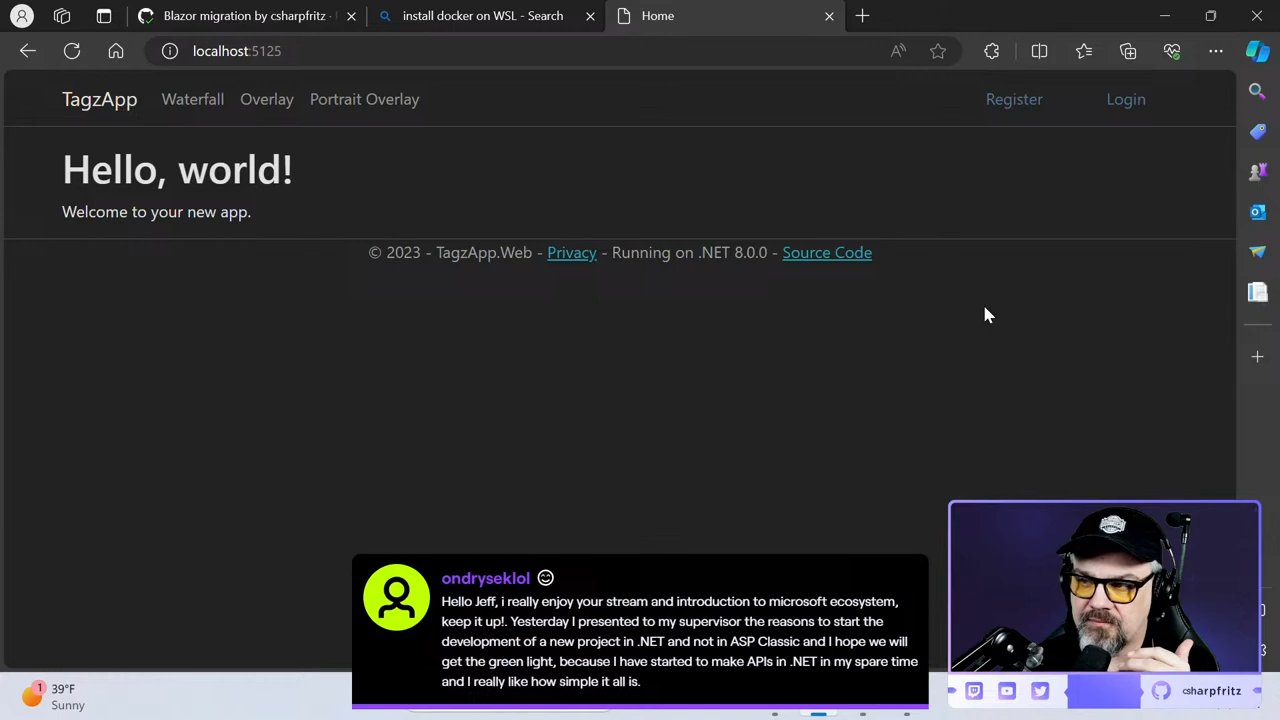 Blazor migration by csharpfritz
install docker on WSL - Search
Home
localhost:5125
TagzApp Waterfall Overlay Portrait Overlay Register Login
Hello, world!
Welcome to your new app.
© 2023 - TagzApp.Web - Privacy - Running on .NET 8.0.0 - Source Code
ondryseklol
Hello Jeff, i really enjoy your stream and introduction to microsoft ecosystem,
keep it up!. Yesterday I presented to my supervisor the reasons to start the
development of a new project in .NET and not in ASP Classic and I hope we will
get the green light, because I have started to make APIs in .NET in my spare time
and I really like how simple it all is.
csharpfritz
1
39°F
Sunny